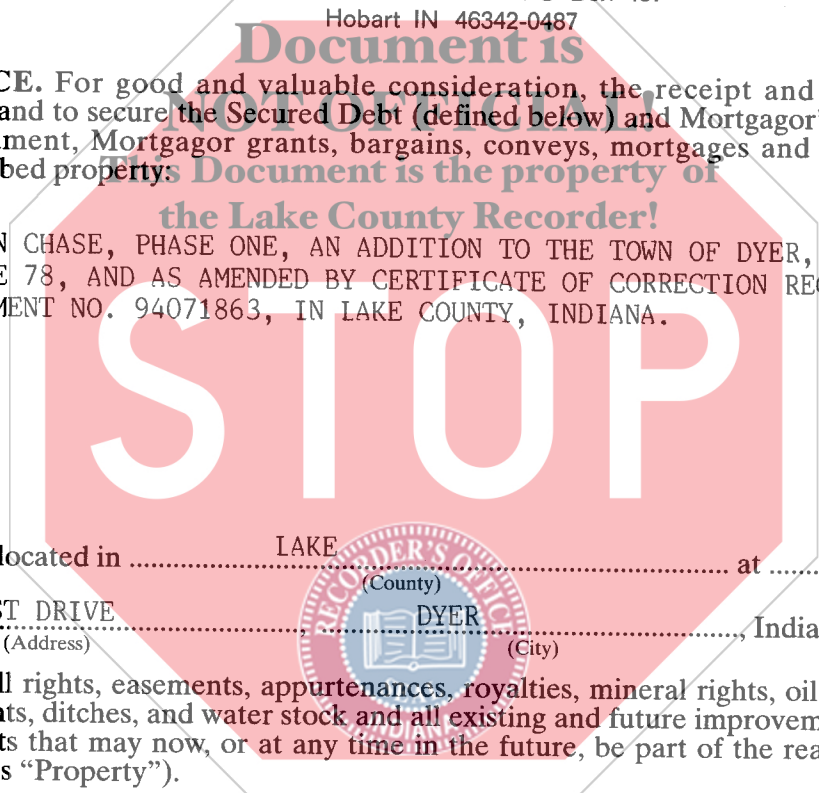 Hobart IN 46342-0487
Document is
CE. For good and valuable consideration, the receipt and
NOT OFFICIAL!
and to secure the Secured Debt (defined below) and Mortgagor'
ment, Mortgagor grants, bargains, conveys, mortgages and
bed property:
This Document is the property of
the Lake County Recorder!
N CHASE, PHASE ONE, AN ADDITION TO THE TOWN OF DYER,
E 78, AND AS AMENDED BY CERTIFICATE OF CORRECTION REC
MENT NO. 94071863, IN LAKE COUNTY, INDIANA.
STOP
located in LAKE at
(County)
ST DRIVE, DYER, India
(Address) (City)
RECORDER'S OFFICE
ll rights, easements, appurtenances, royalties, mineral rights, oil
ts, ditches, and water stock and all existing and future improvem
INDIANA
ts that may now, or at any time in the future, be part of the rea
s “Property”).